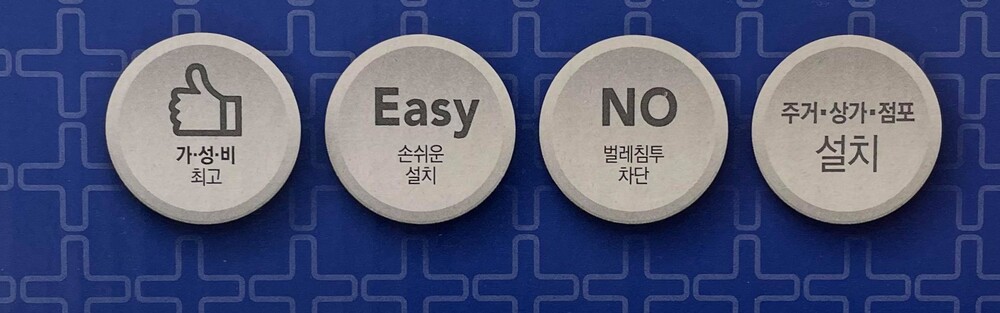 가·성·비
최고
Easy
손쉬운
설치
NO
벌레침투
차단
주거·상가·점포
설치